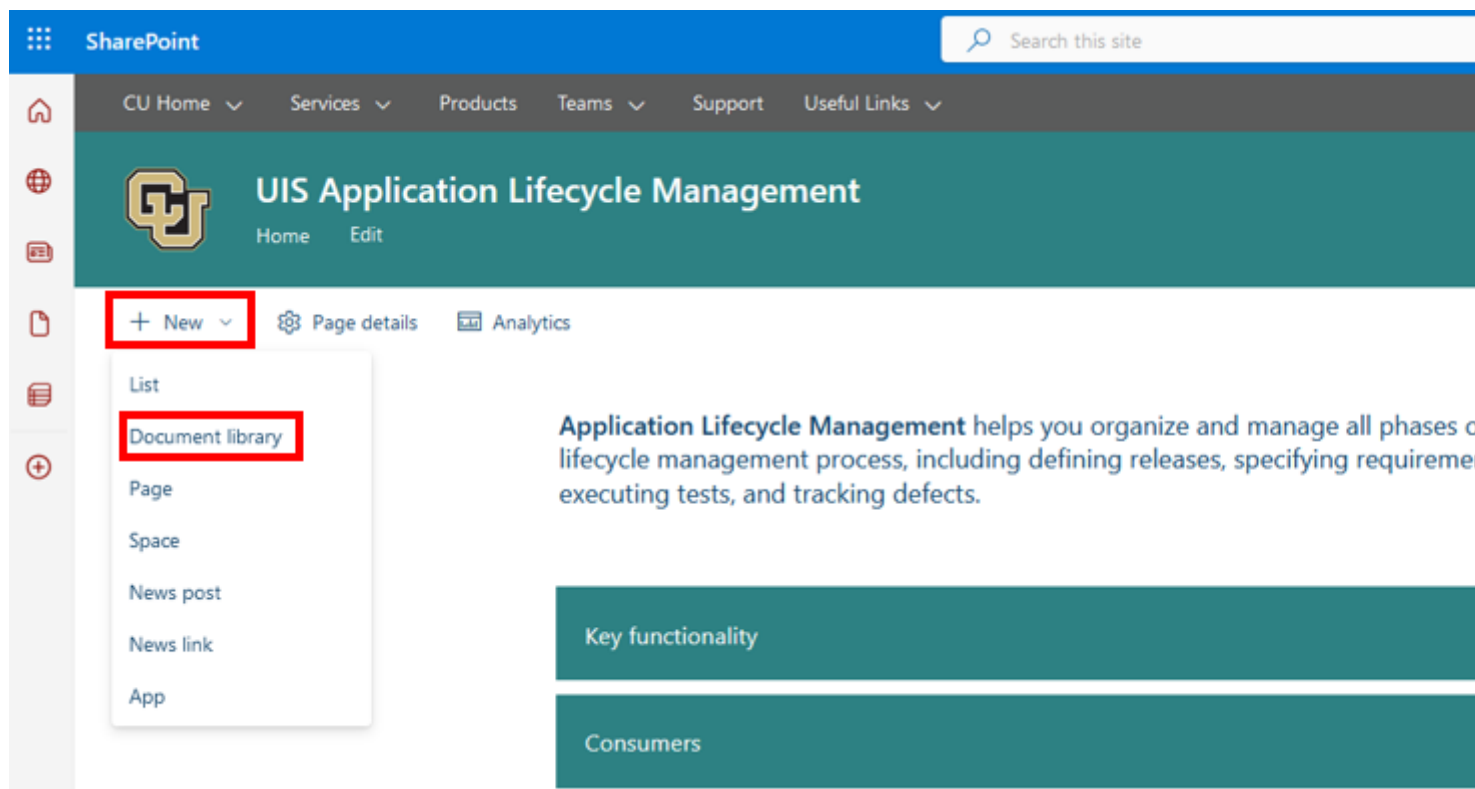 SharePoint
Search this site
CU Home Services Products Teams Support Useful Links
CU
UIS Application Lifecycle Management
Home Edit
+ New Page details Analytics
List
Document library
Page
Space
News post
News link
App
Application Lifecycle Management helps you organize and manage all phases
lifecycle management process, including defining releases, specifying
executing tests, and tracking defects.
Key functionality
Consumers